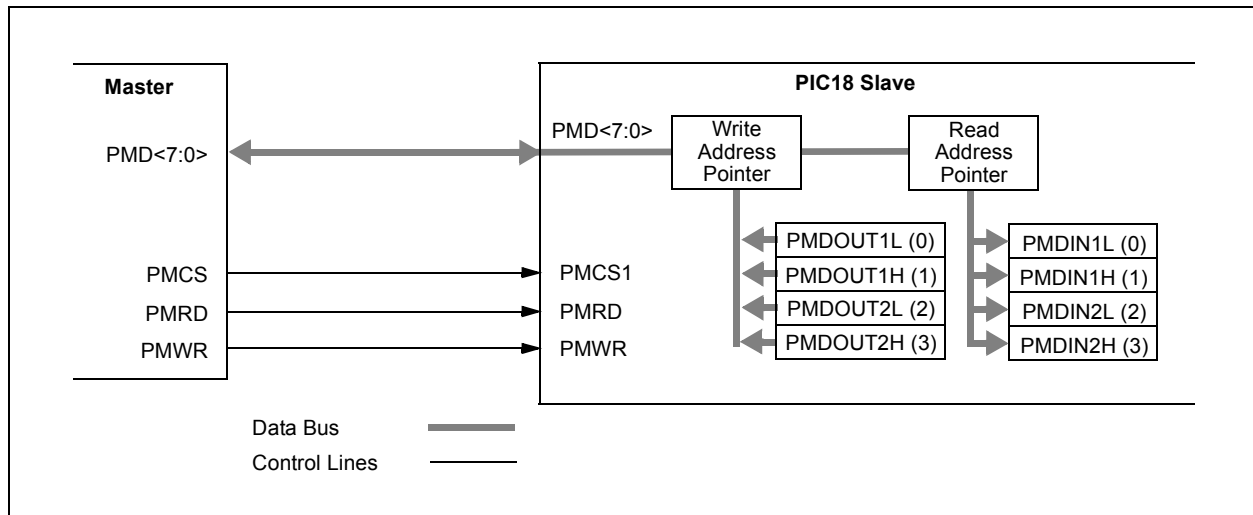 Master
PIC18 Slave
PMD<7:0>
PMD<7:0>
Write
Address
Pointer
Read
Address
Pointer
PMDOUT1L (0)
PMDIN1L (0)
PMCS
PMCS1
PMDOUT1H (1)
PMDIN1H (1)
PMRD
PMRD
PMDOUT2L (2)
PMDIN2L (2)
PMWR
PMWR
PMDOUT2H (3)
PMDIN2H (3)
Data Bus
Control Lines